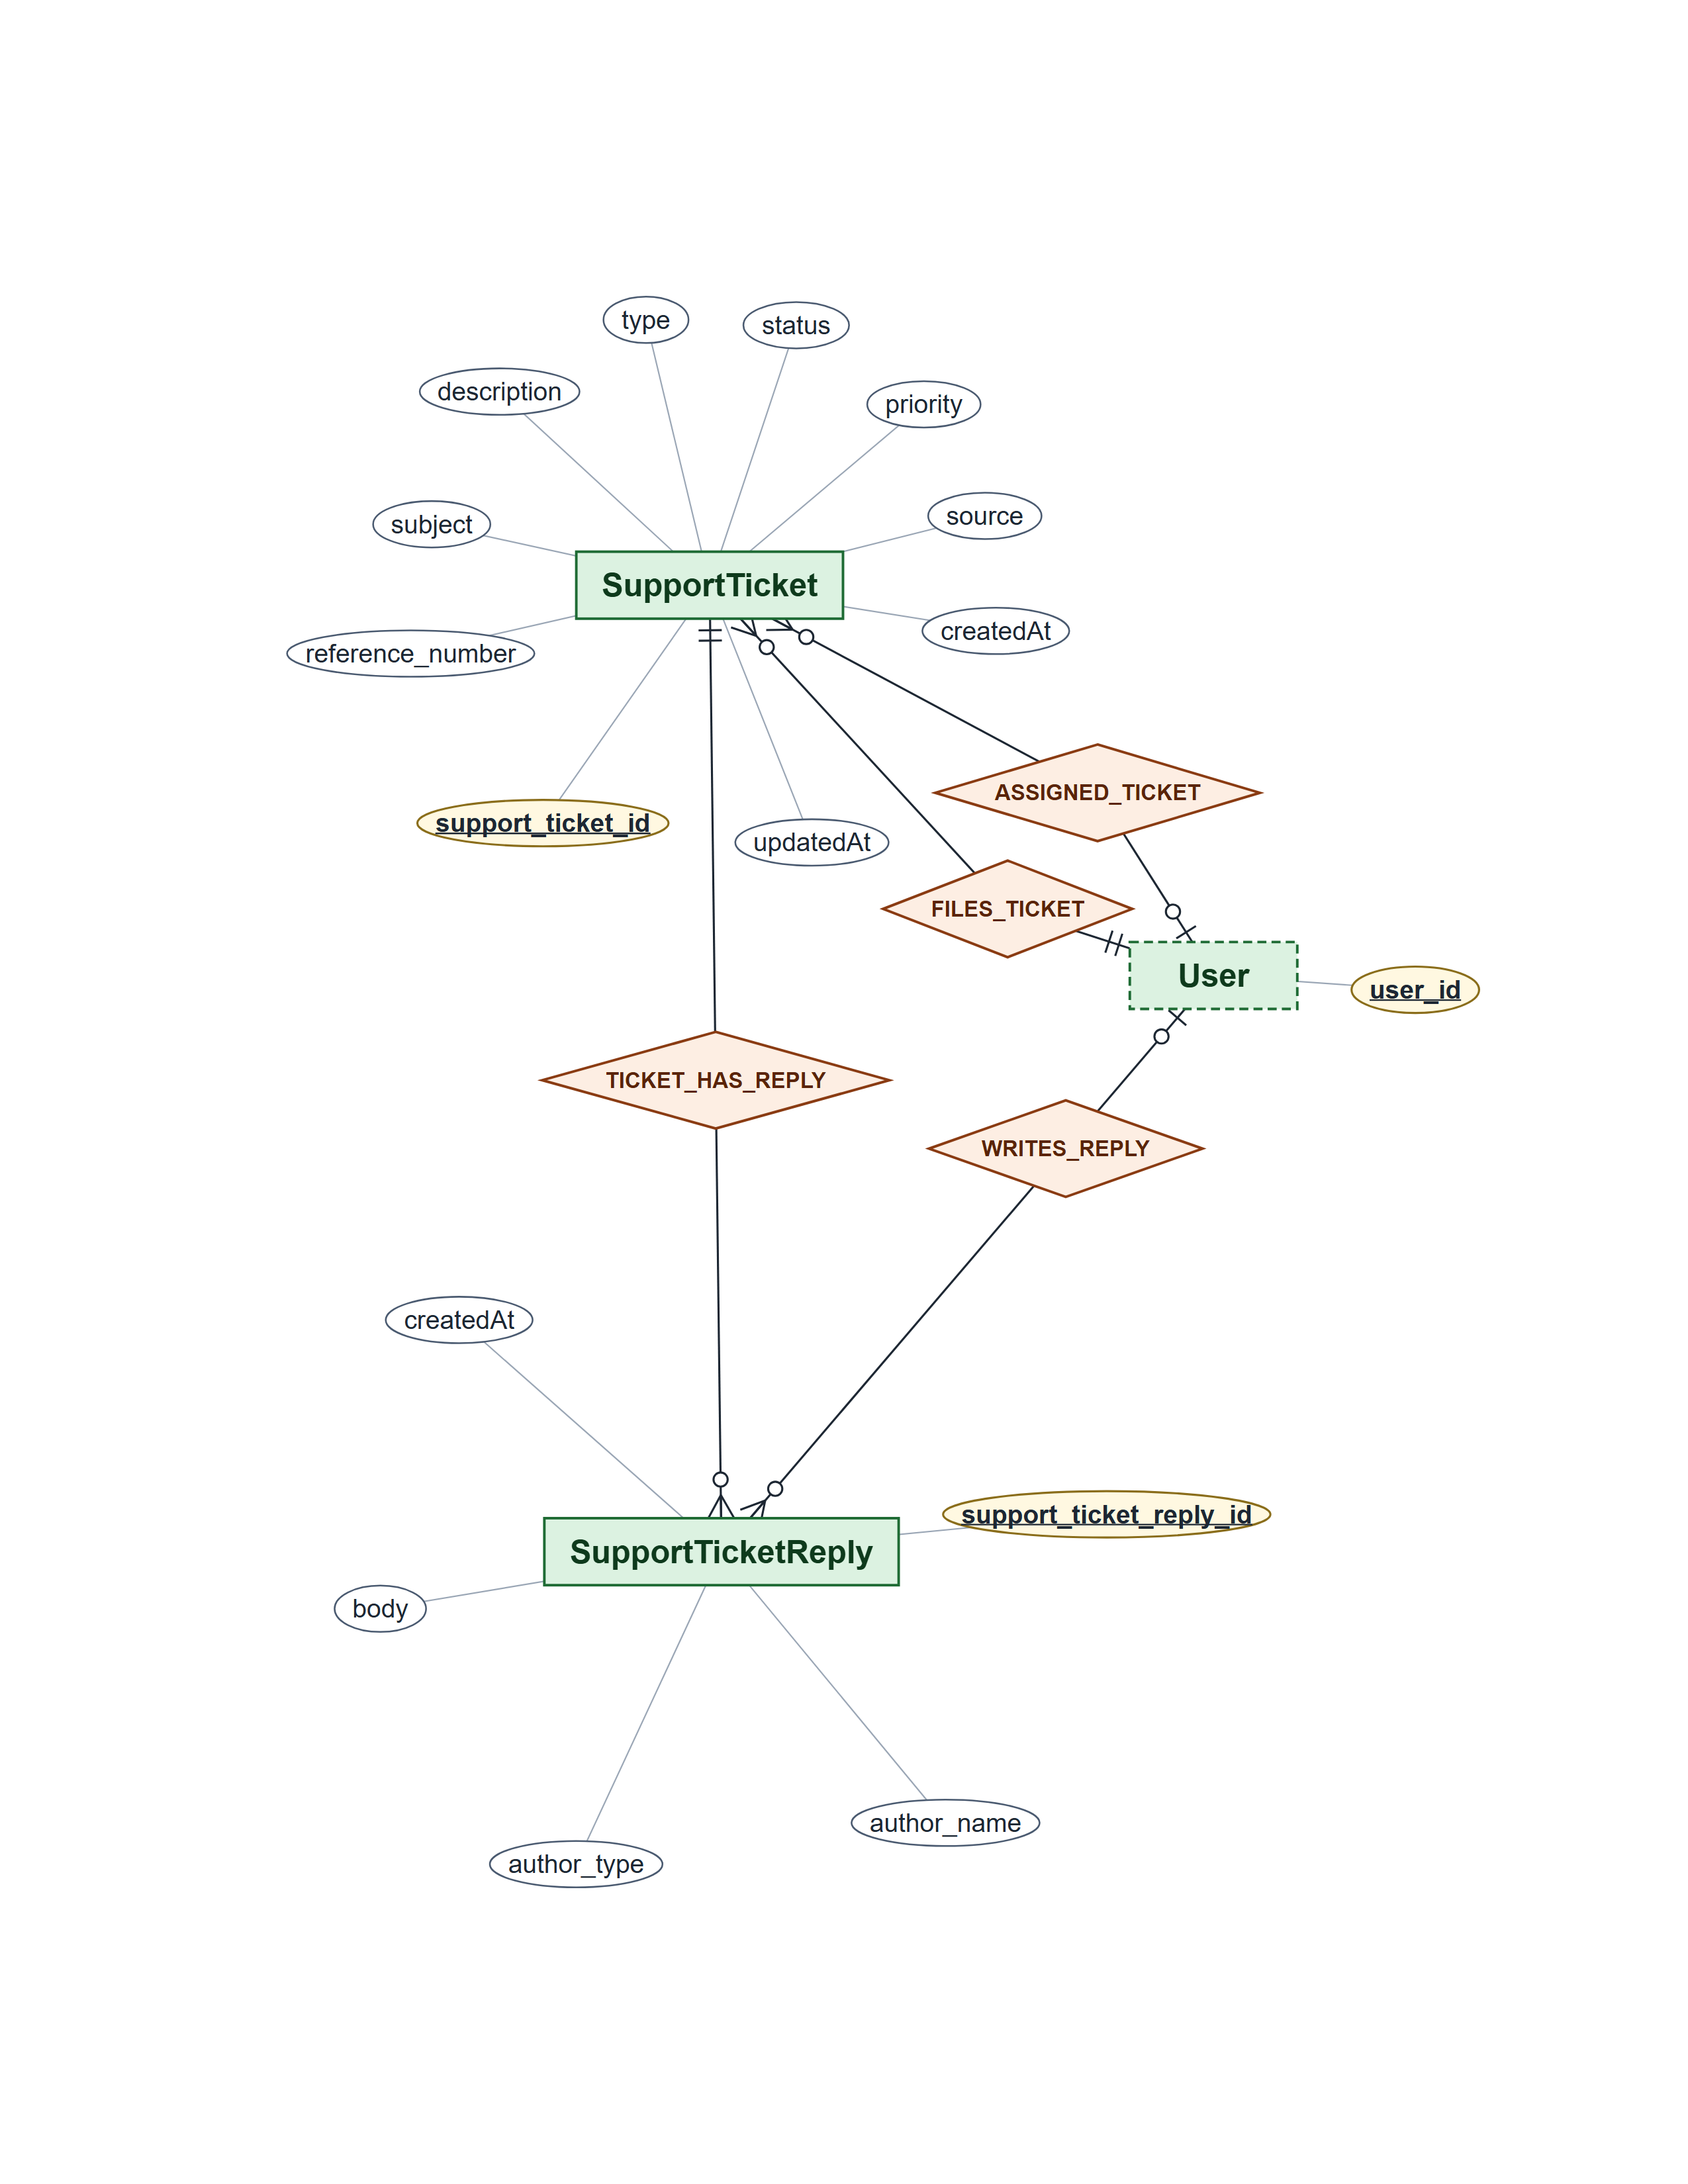 type
status
description
priority
subject
source
SupportTicket
createdAt
reference_number
ASSIGNED_TICKET
support_ticket_id
updatedAt
FILES_TICKET
User
user_id
TICKET_HAS_REPLY
WRITES_REPLY
createdAt
support_ticket_reply_id
SupportTicketReply
body
author_name
author_type